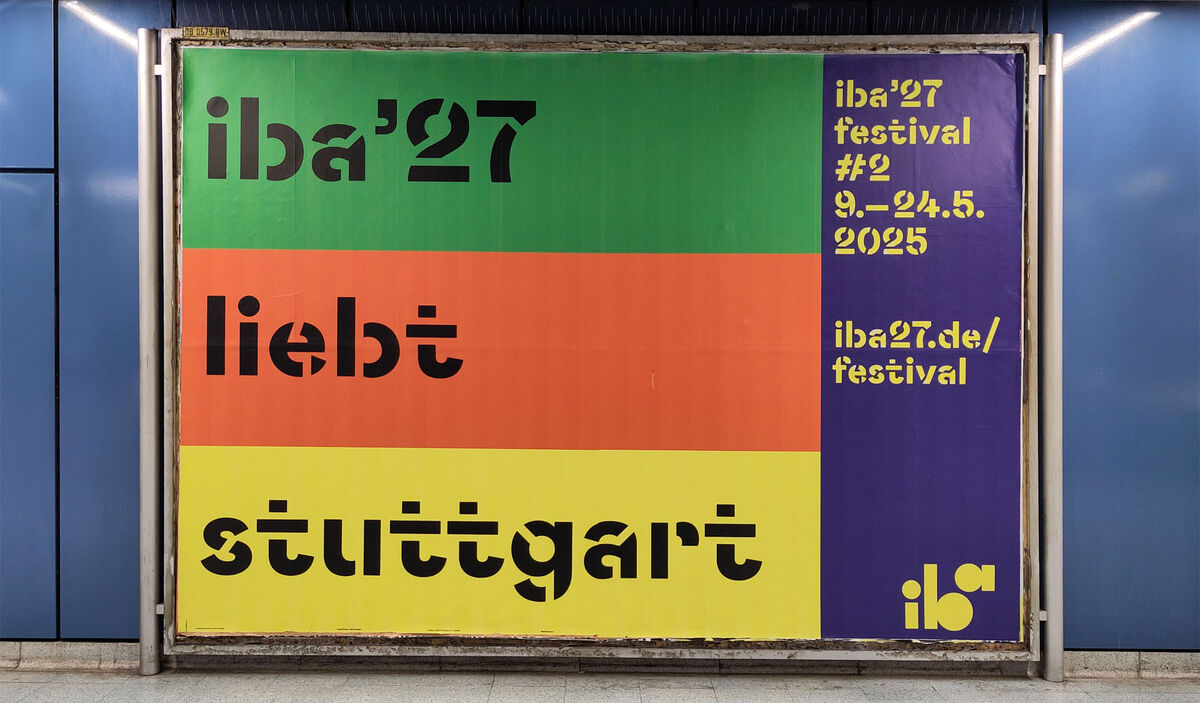 iba’27
liebt
stuttgart
iba’27
festival
#2
9.–24.5.
2025
iba27.de/
festival
iba